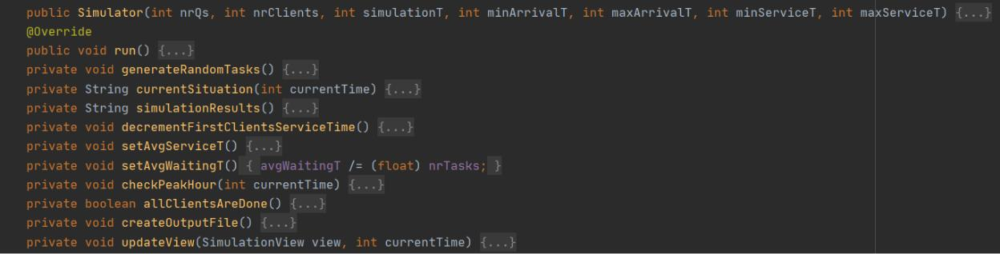 public Simulator(int nrQs, int nrClients, int simulationT, int minArrivalT, int maxArrivalT, int minServiceT, int maxServiceT) {...}
@Override
public void run() {...}
private void generateRandomTasks() {...}
private String currentSituation(int currentTime) {...}
private String simulationResults() {...}
private void decrementFirstClientsServiceTime() {...}
private void setAvgServiceT() {...}
private void setAvgWaitingT() { avgWaitingT /= (float) nrTasks; }
private void checkPeakHour(int currentTime) {...}
private boolean allClientsAreDone() {...}
private void createOutputFile() {...}
private void updateView(SimulationView view, int currentTime) {...}